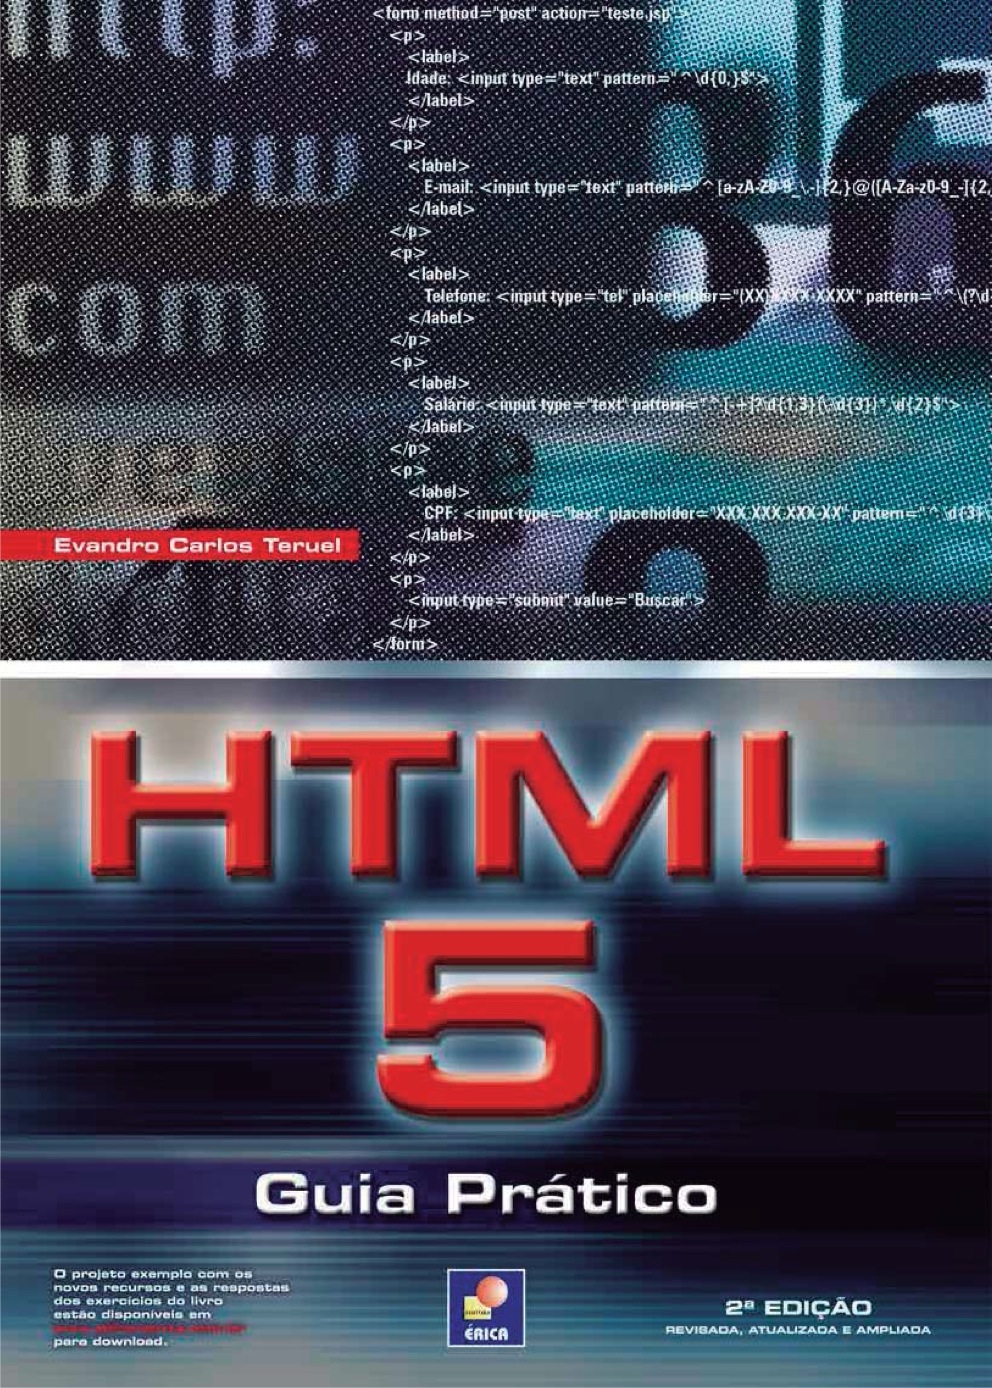 http:
<form method="post" action="teste.jsp">
<p>
<label>
Idade: <input type="text" pattern="^\d{0,}$">
</label>
</p>
<p>
<label>
E-mail: <input type="text" pattern="^[a-zA-Z0-9_\.-]{2,}@([A-Za-z0-9_-]{2,
</label>
</p>
<p>
<label>
Telefone: <input type="tel" placeholder="(XX)XXXX-XXXX" pattern="^\(?\d
</label>
</p>
<p>
<label>
Salário: <input type="text"
</label>
</p>
<p>
<label>
CPF: <input type="text" placeholder="XXX.XXX.XXX-XX" pattern="^\d{3}\
</label>
</p>
<p>
<input type="submit" value="Buscar">
</p>
</form>
www
com
Evandro Carlos Teruel
HTML
5
Guia Prático
O projeto exemplo com os
novos recursos e as respostas
dos exercícios do livro
estão disponíveis em
para download.
EDITORA
ÉRICA
2ª EDIÇÃO
REVISADA, ATUALIZADA E AMPLIADA